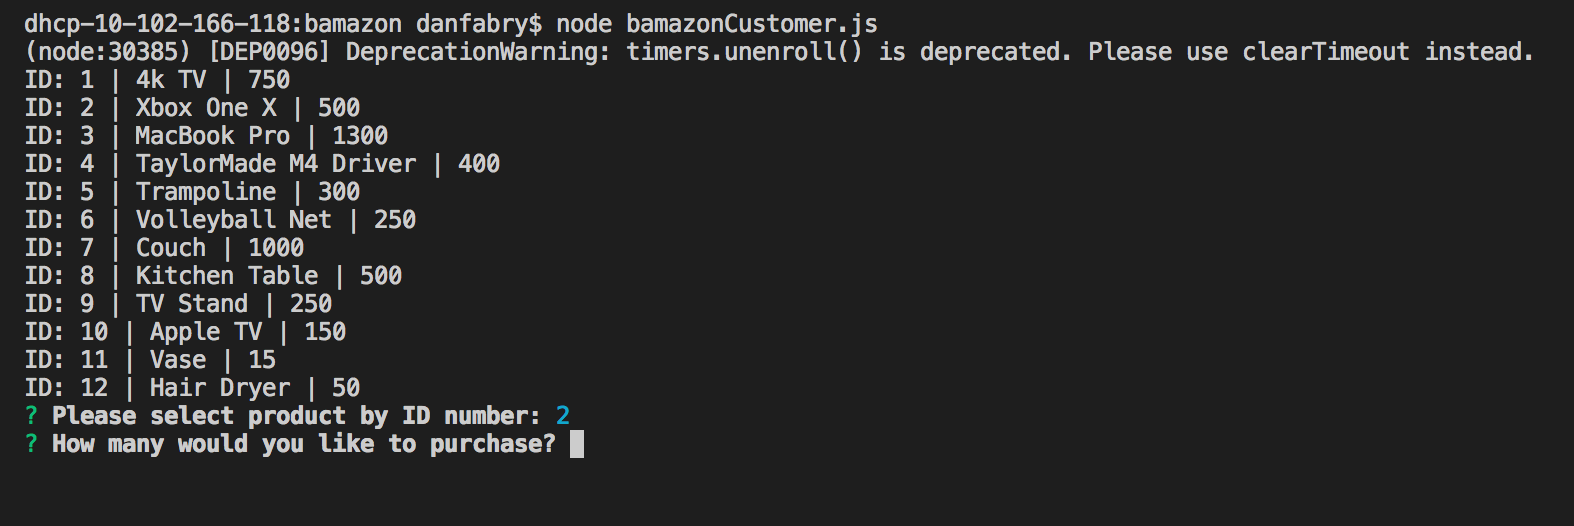 dhcp-10-102-166-118:bamazon danfabry$ node bamazonCustomer.js
(node:30385) [DEP0096] DeprecationWarning: timers.unenroll() is deprecated. Please use clearTimeout instead.
ID: 1 | 4k TV | 750
ID: 2 | Xbox One X | 500
ID: 3 | MacBook Pro | 1300
ID: 4 | TaylorMade M4 Driver | 400
ID: 5 | Trampoline | 300
ID: 6 | Volleyball Net | 250
ID: 7 | Couch | 1000
ID: 8 | Kitchen Table | 500
ID: 9 | TV Stand | 250
ID: 10 | Apple TV | 150
ID: 11 | Vase | 15
ID: 12 | Hair Dryer | 50
? Please select product by ID number: 2
? How many would you like to purchase?